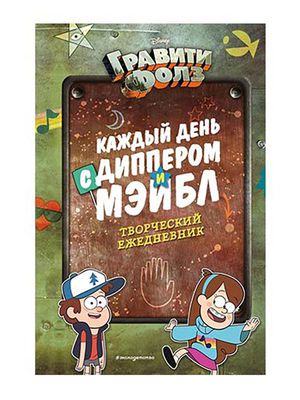 Disney
ГРАВИТИ
ФОЛЗ
КАЖДЫЙ ДЕНЬ
С ДИППЕРОМ
И
МЭЙБЛ
ТВОРЧЕСКИЙ
ЕЖЕДНЕВНИК
#эксмодетство